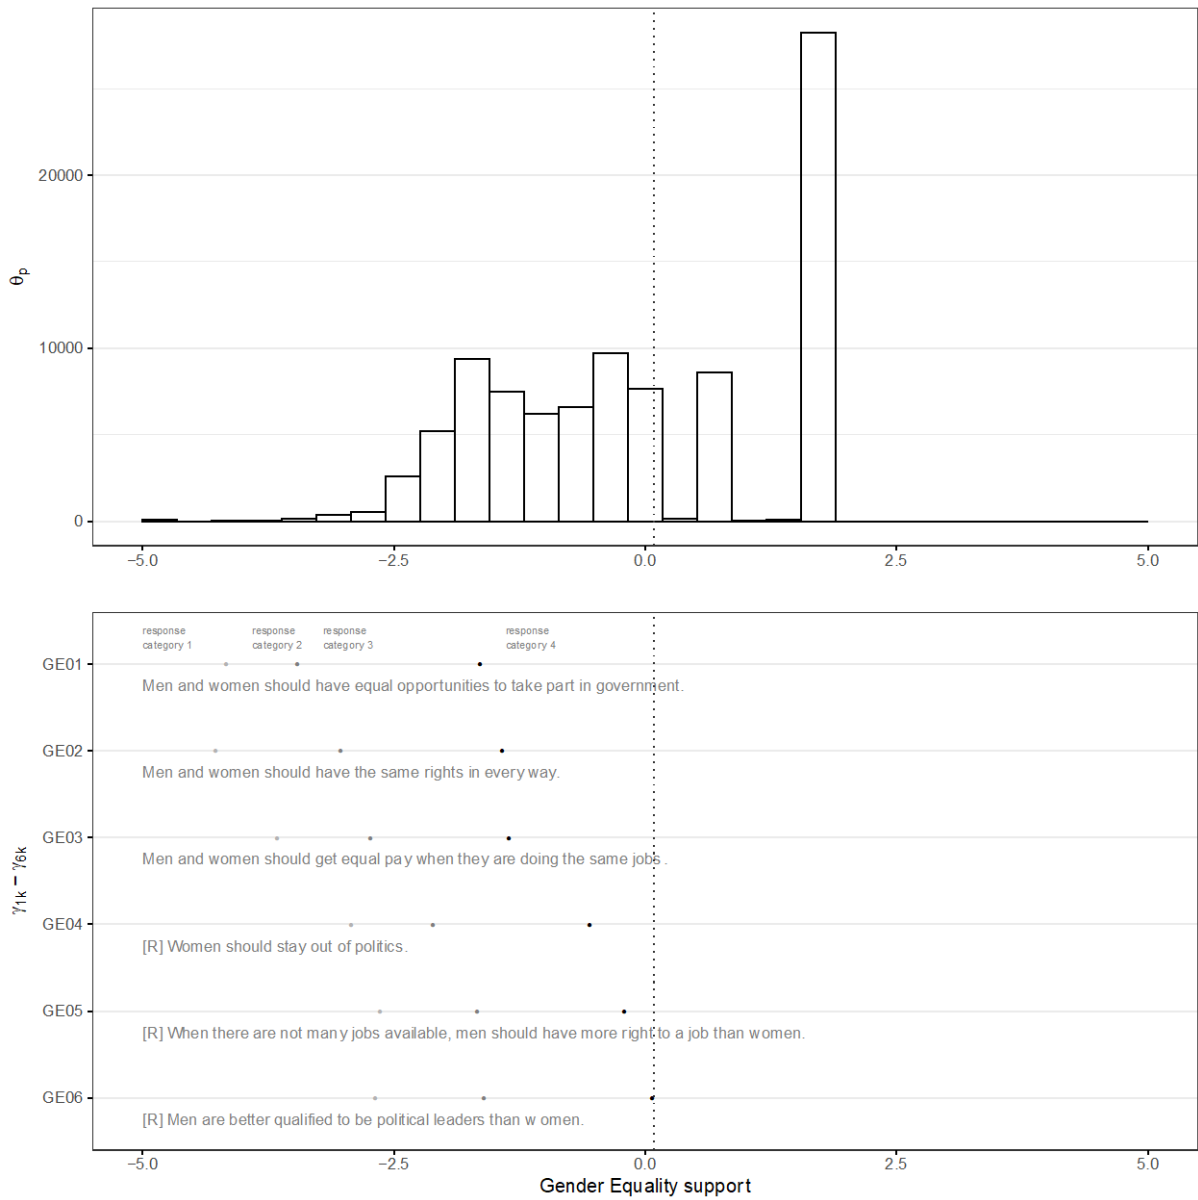 20000
10000
0
θp
−5.0 −2.5 0.0 2.5 5.0
response response response response
category 1 category 2 category 3 category 4
GE01
Men and women should have equal opportunities to take part in government.
GE02
Men and women should have the same rights in every way.
GE03
Men and women should get equal pay when they are doing the same jobs.
γ1k − γ6k
GE04
[R] Women should stay out of politics.
GE05
[R] When there are not many jobs available, men should have more right to a job than women.
GE06
[R] Men are better qualified to be political leaders than women.
−5.0 −2.5 0.0 2.5 5.0
Gender Equality support